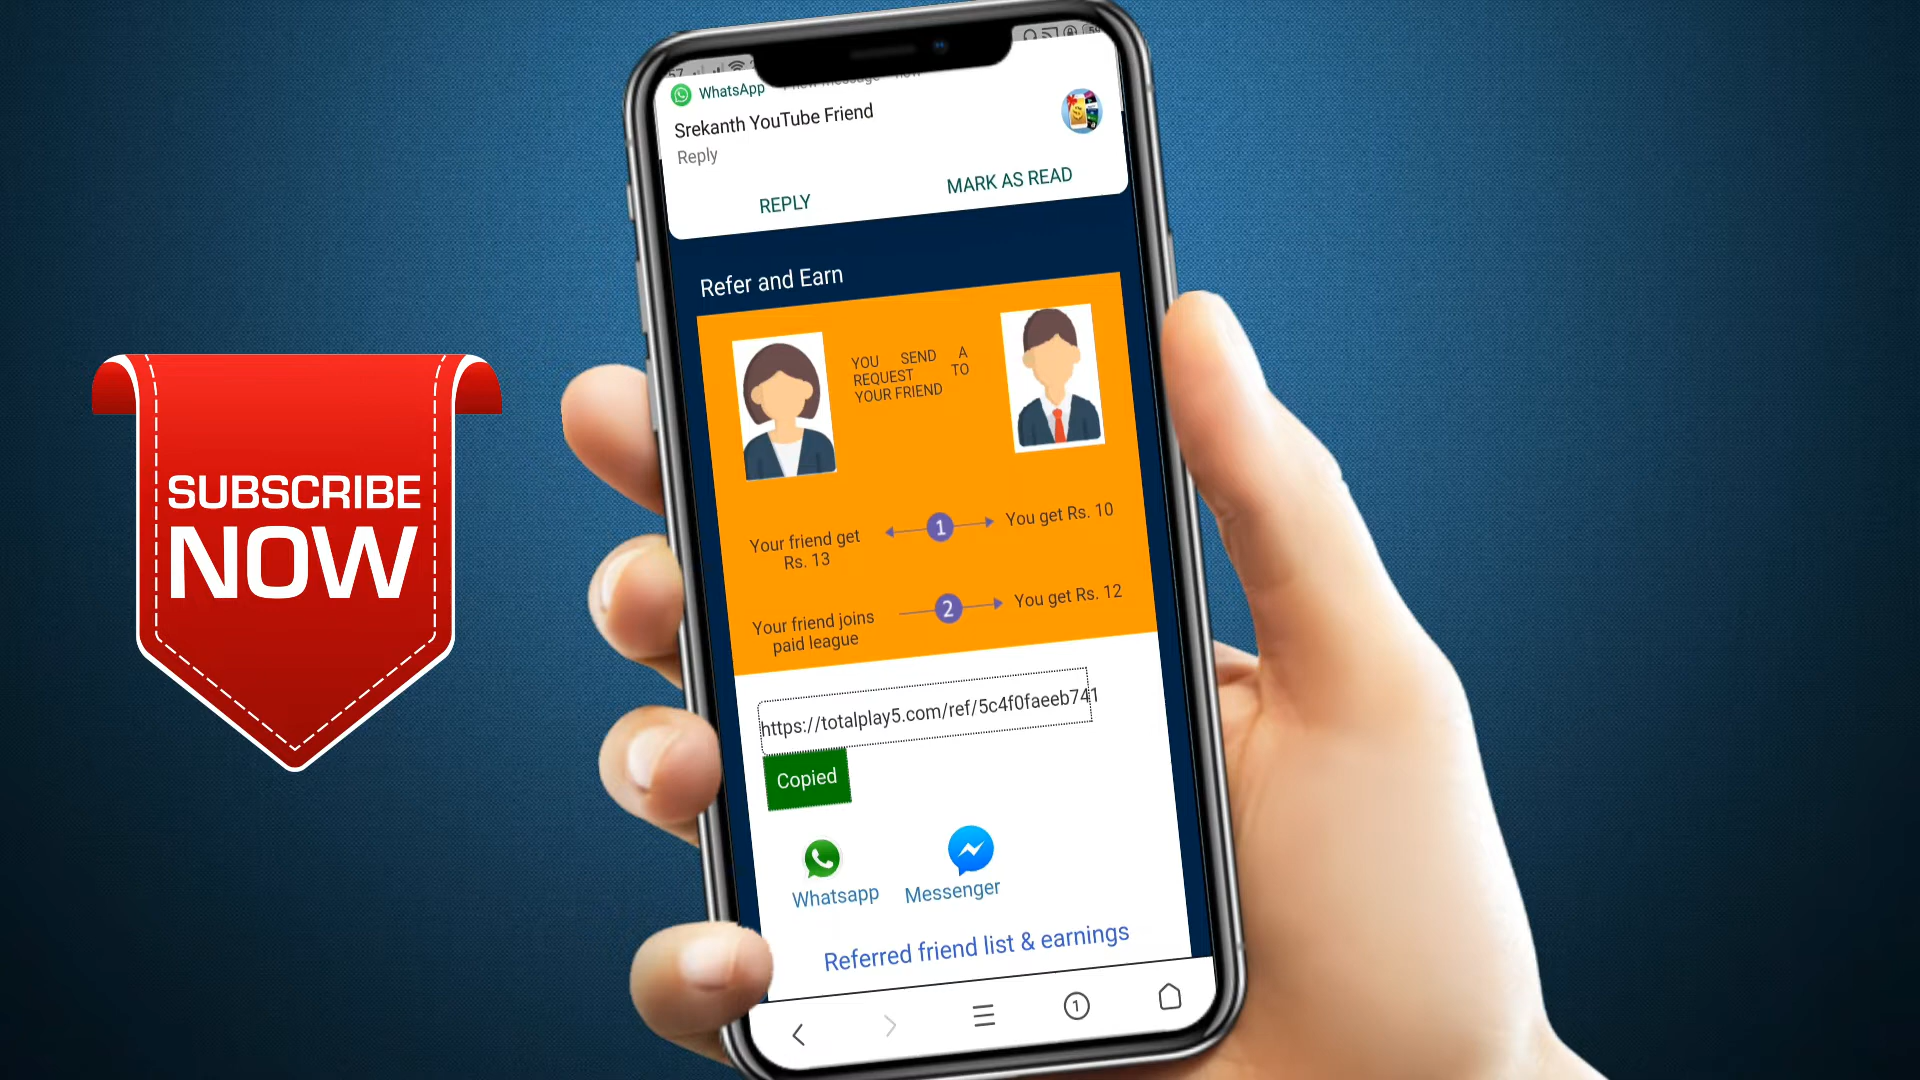 57
WhatsApp
Srekanth YouTube Friend
Reply
REPLY
MARK AS READ
Refer and Earn
YOU SEND A
REQUEST TO
YOUR FRIEND
Your friend get
Rs. 13
1
You get Rs. 10
Your friend joins
paid league
2
You get Rs. 12
https://totalplay5.com/ref/5c4f0faeeb741
Copied
Whatsapp
Messenger
Referred friend list & earnings
1
SUBSCRIBE
NOW